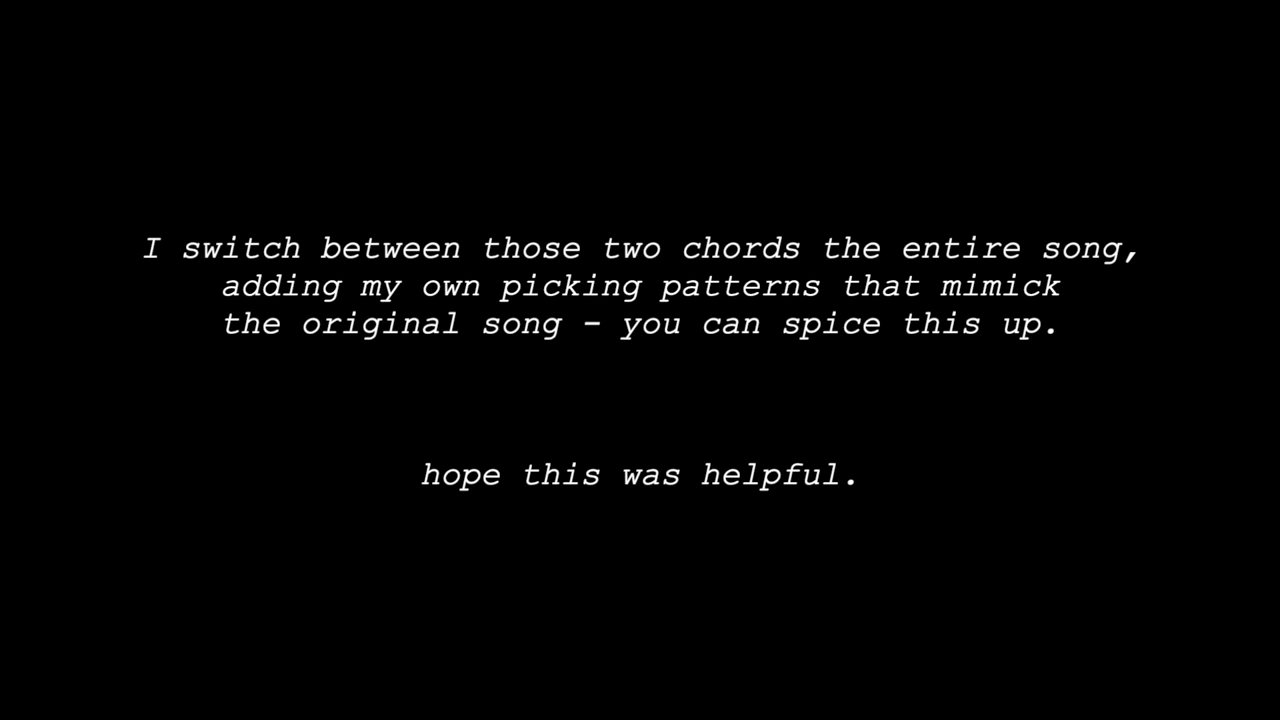 I switch between those two chords the entire song,
adding my own picking patterns that mimick
the original song - you can spice this up.
hope this was helpful.